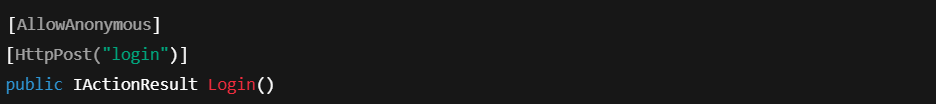 [AllowAnonymous]
[HttpPost("login")]
public IActionResult Login()